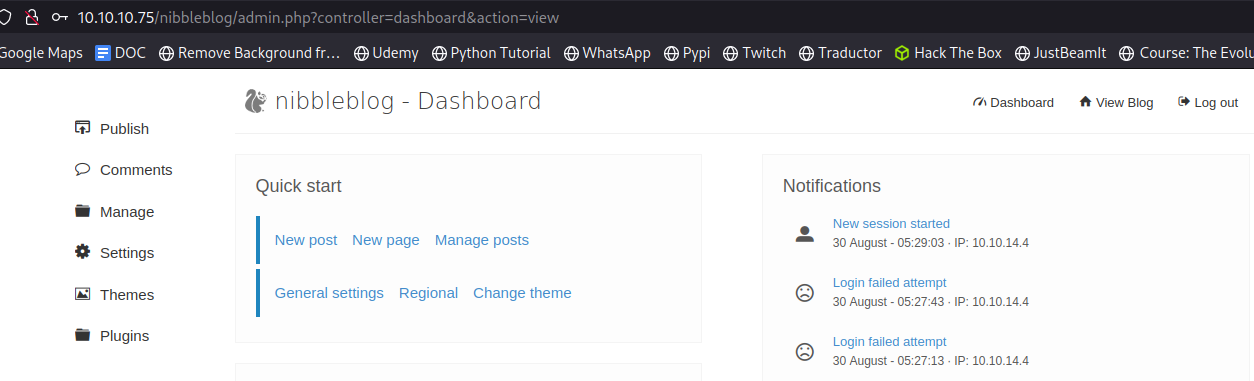 10.10.10.75/nibbleblog/admin.php?controller=dashboard&action=view
Google Maps DOC Remove Background fr... Udemy Python Tutorial WhatsApp Pypi Twitch Traductor Hack The Box JustBeamIt Course: The Evolu
nibbleblog - Dashboard
Dashboard View Blog Log out
Publish
Comments
Manage
Settings
Themes
Plugins
Quick start
New post New page Manage posts
General settings Regional Change theme
Notifications
New session started
30 August - 05:29:03 · IP: 10.10.14.4
Login failed attempt
30 August - 05:27:43 · IP: 10.10.14.4
Login failed attempt
30 August - 05:27:13 · IP: 10.10.14.4